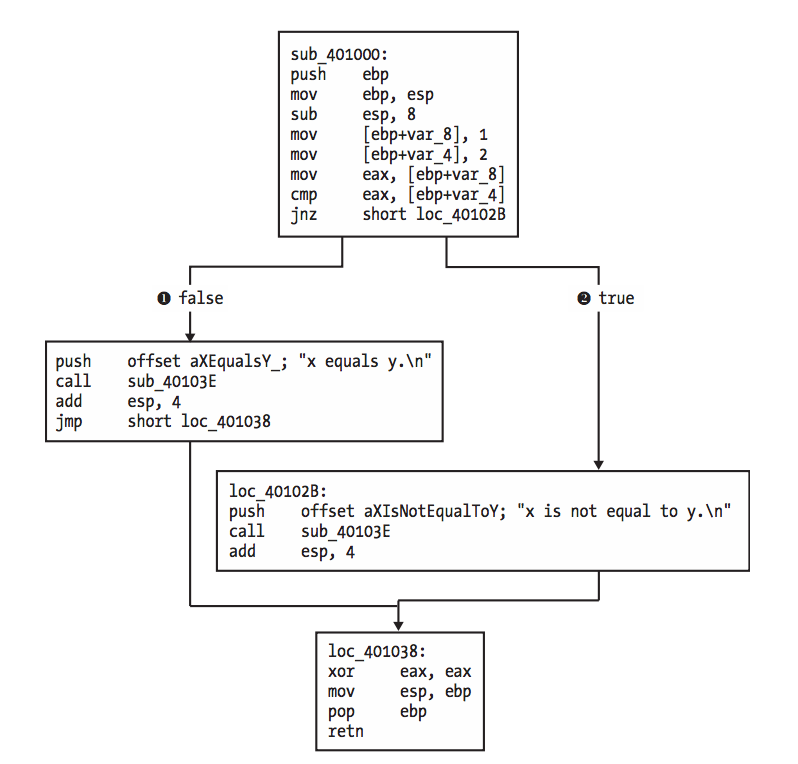 sub_401000:
push ebp
mov ebp, esp
sub esp, 8
mov [ebp+var_8], 1
mov [ebp+var_4], 2
mov eax, [ebp+var_8]
cmp eax, [ebp+var_4]
jnz short loc_40102B
❶ false
❷ true
push offset aXEqualsY_; "x equals y.\n"
call sub_40103E
add esp, 4
jmp short loc_401038
loc_40102B:
push offset aXIsNotEqualToY; "x is not equal to y.\n"
call sub_40103E
add esp, 4
loc_401038:
xor eax, eax
mov esp, ebp
pop ebp
retn